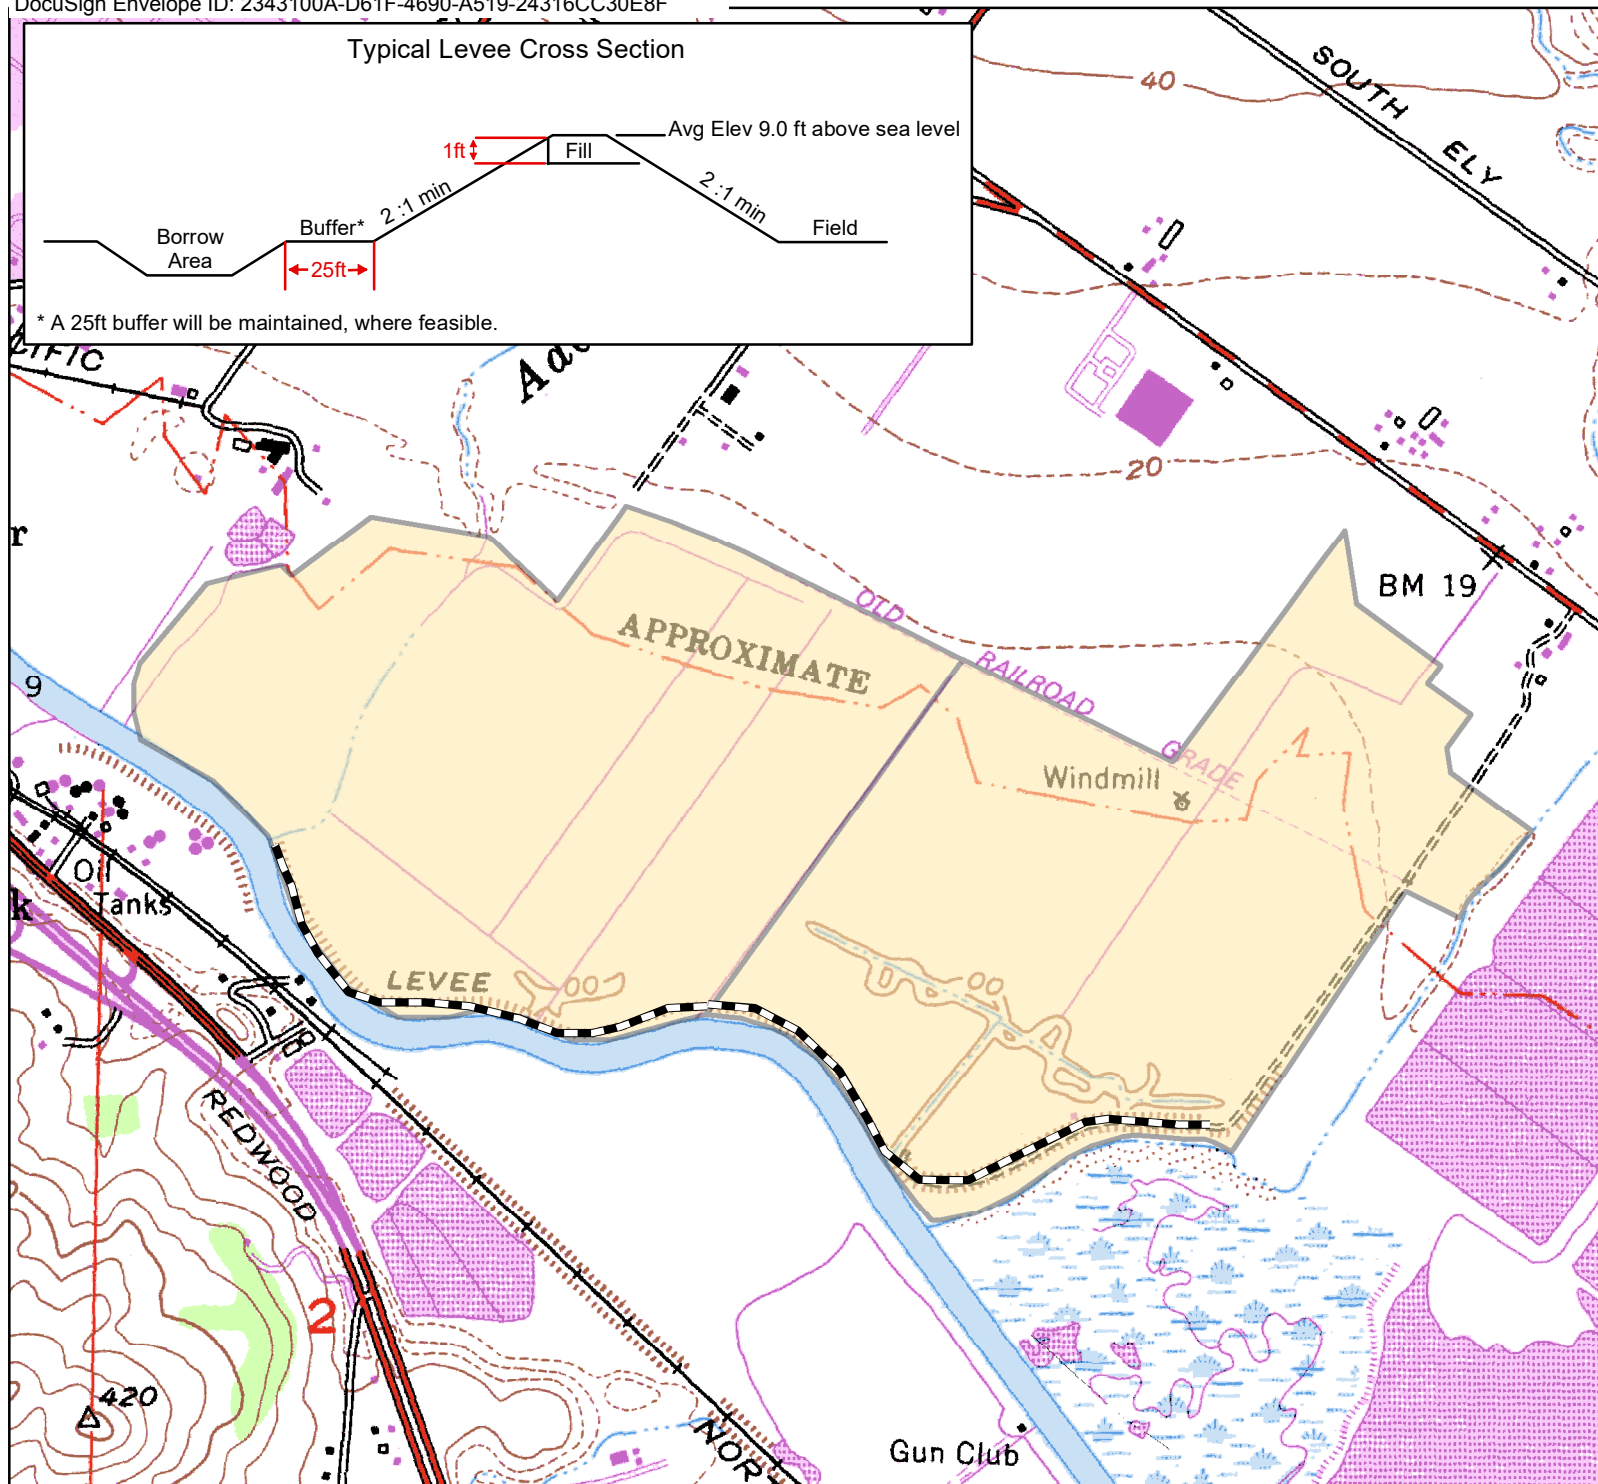 DocuSign Envelope ID: 2343100A-D61F-4690-A519-24316CC30E8F
Typical Levee Cross Section
Avg Elev 9.0 ft above sea level
1ft
Fill
2 :1 min
2 :1 min
Buffer*
Field
Borrow
Area
25ft
* A 25ft buffer will be maintained, where feasible.
40
SOUTH ELY
20
BM 19
OLD RAILROAD GRADE
APPROXIMATE
9
Windmill
Oil
Tanks
LEVEE
REDWOOD
2
420
Gun Club